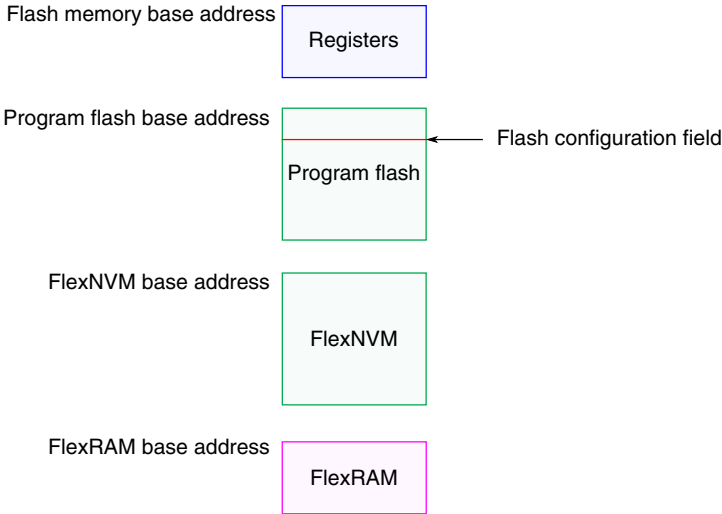 Flash memory base address
Registers
Program flash base address
Flash configuration field
Program flash
FlexNVM base address
FlexNVM
FlexRAM base address
FlexRAM